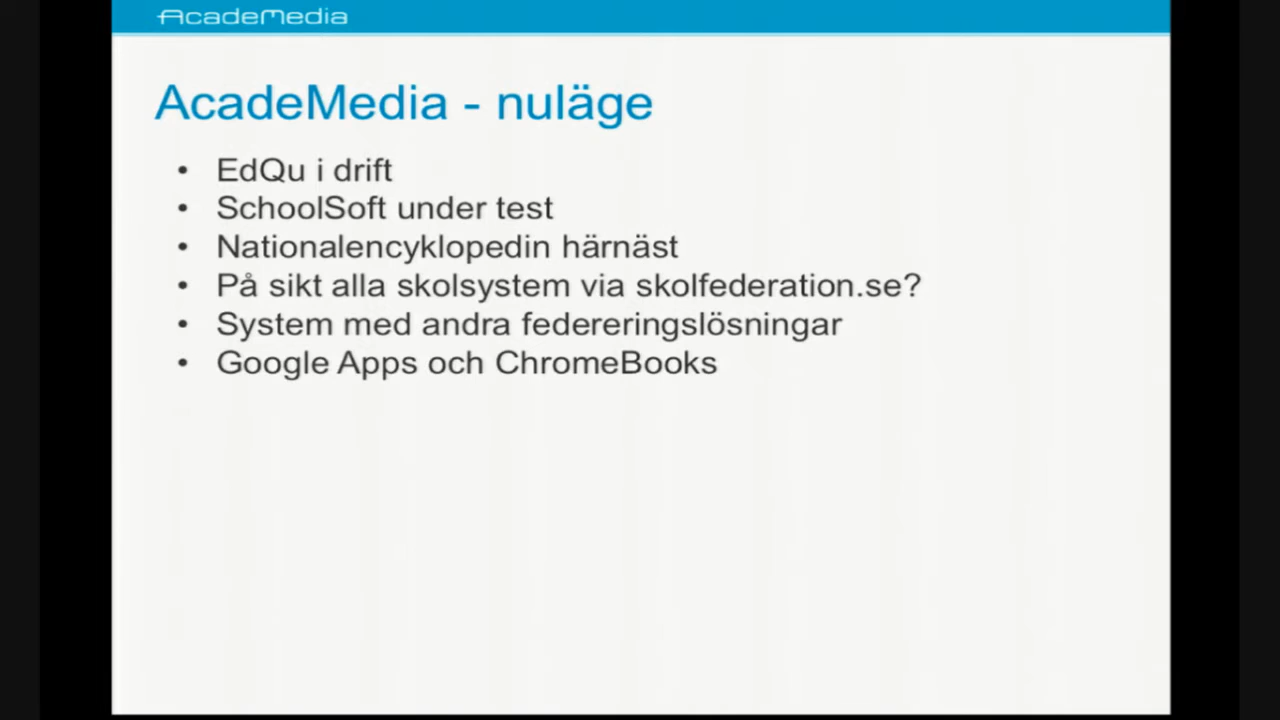 AcadeMedia
AcadeMedia - nuläge
• EdQu i drift
• SchoolSoft under test
• Nationalencyklopedin härnäst
• På sikt alla skolsystem via skolfederation.se?
• System med andra federeringslösningar
• Google Apps och ChromeBooks